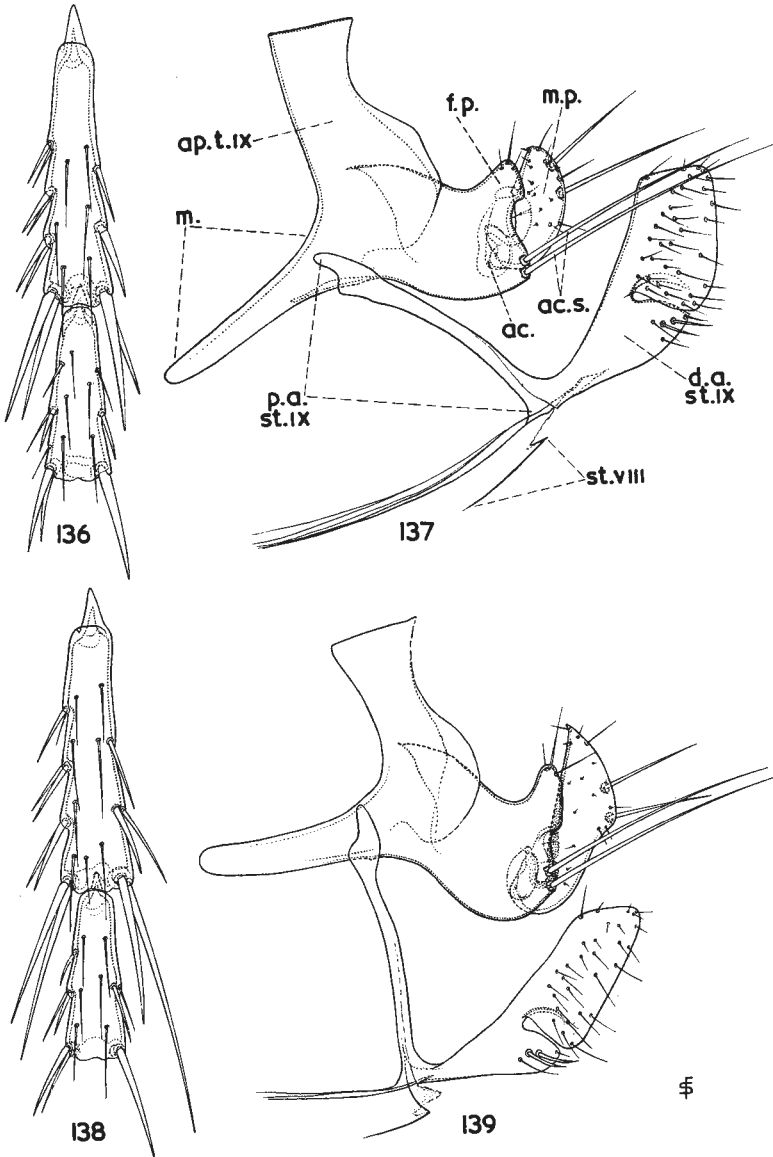 f.p.
m.p.
ap.t.IX
m.
ac.
ac.s.
p.a.
st.IX
d.a.
st.IX
st.VIII
136
137
138
139